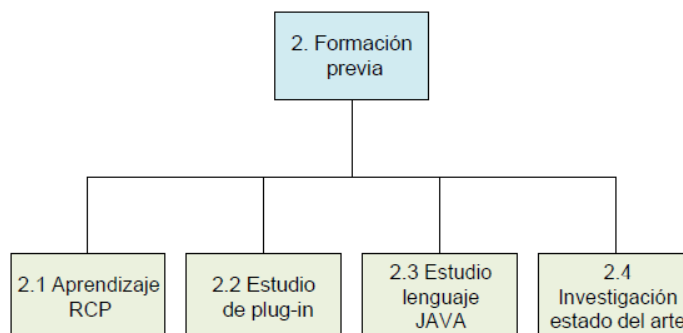 2. Formación
previa
2.1 Aprendizaje
RCP
2.2 Estudio
de plug-in
2.3 Estudio
lenguaje
JAVA
2.4
Investigación
estado del arte